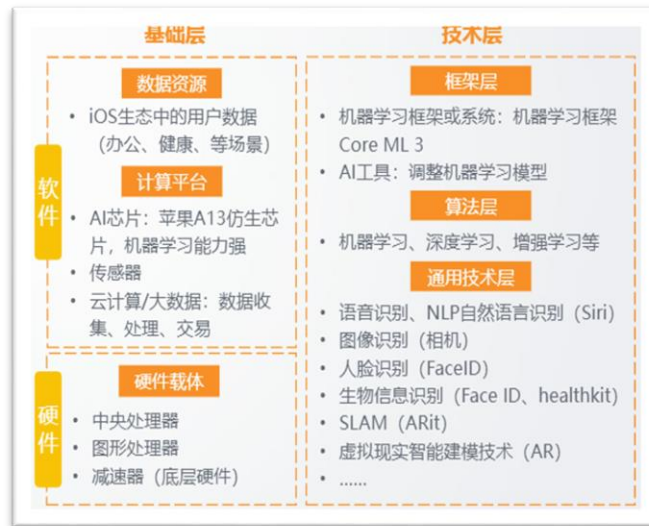 基础层
数据资源
• iOS生态中的用户数据
（办公、健康、等场景）
计算平台
软件
• AI芯片：苹果A13仿生芯
片，机器学习能力强
• 传感器
• 云计算/大数据：数据收
集、处理、交易
硬件
硬件载体
• 中央处理器
• 图形处理器
• 减速器（底层硬件）
技术层
框架层
• 机器学习框架或系统：机器学习框架
Core ML 3
• AI工具：调整机器学习模型
算法层
机器学习、深度学习、增强学习等
通用技术层
• 语音识别、NLP自然语言识别（Siri）
• 图像识别（相机）
• 人脸识别（FaceID）
• 生物信息识别（Face ID、healthkit）
• SLAM（ARit）
• 虚拟现实智能建模技术（AR）
• ......